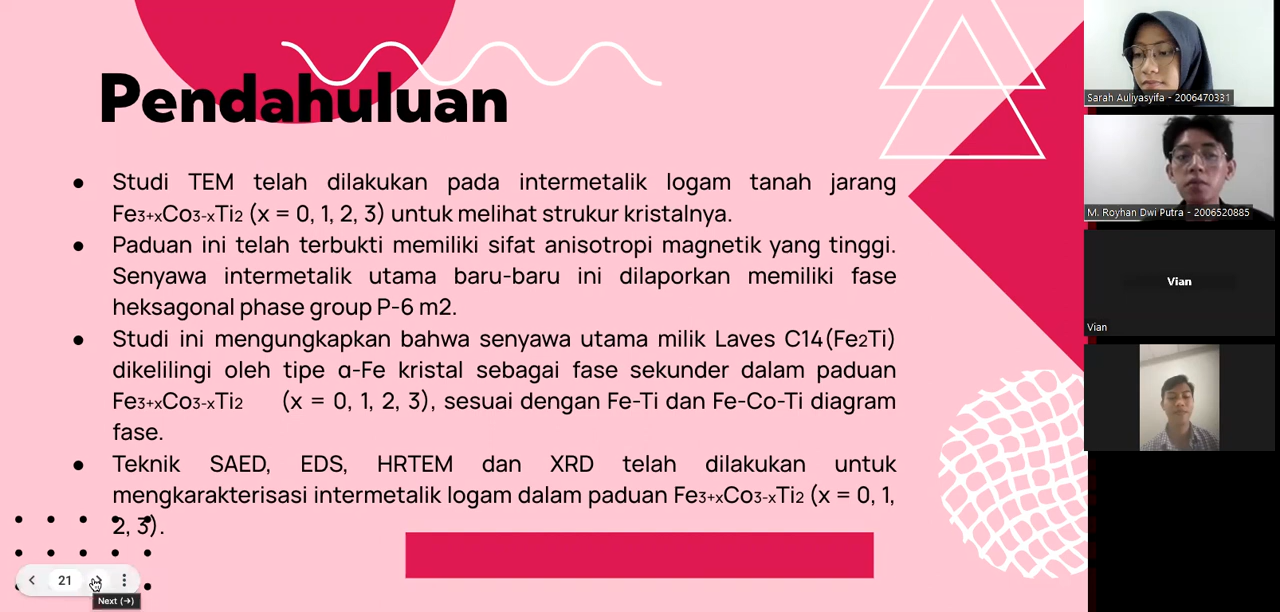 Pendahuluan
● Studi TEM telah dilakukan pada intermetalik logam tanah jarang
Fe3+xCo3-xTi2 (x = 0, 1, 2, 3) untuk melihat strukur kristalnya.
● Paduan ini telah terbukti memiliki sifat anisotropi magnetik yang tinggi.
Senyawa intermetalik utama baru-baru ini dilaporkan memiliki fase
heksagonal phase group P-6 m2.
● Studi ini mengungkapkan bahwa senyawa utama milik Laves C14(Fe2Ti)
dikelilingi oleh tipe α-Fe kristal sebagai fase sekunder dalam paduan
Fe3+xCo3-xTi2 (x = 0, 1, 2, 3), sesuai dengan Fe-Ti dan Fe-Co-Ti diagram
fase.
● Teknik SAED, EDS, HRTEM dan XRD telah dilakukan untuk
mengkarakterisasi intermetalik logam dalam paduan Fe3+xCo3-xTi2 (x = 0, 1,
2, 3).
21
Next (→)
Sarah Auliyasyifa - 2006470331
M. Royhan Dwi Putra - 2006520885
Vian
Vian